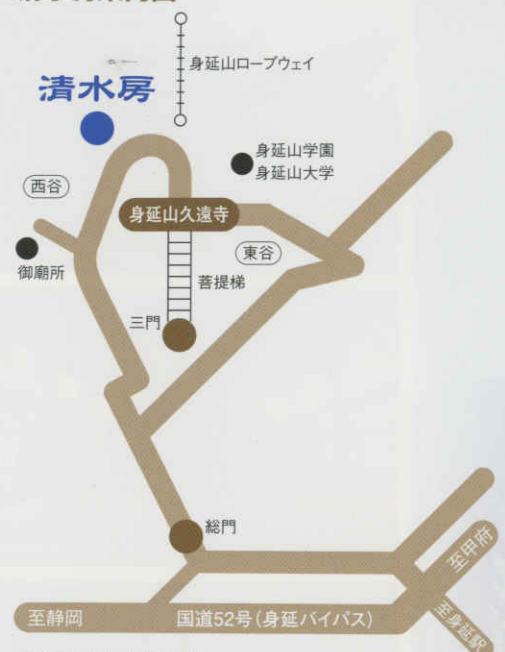 身延山ロープウェイ
清水房
身延山学園
身延山大学
西谷
身延山久遠寺
東谷
御廟所
菩提梯
三門
総門
至甲府
至静岡
国道52号(身延バイパス)
至身延駅